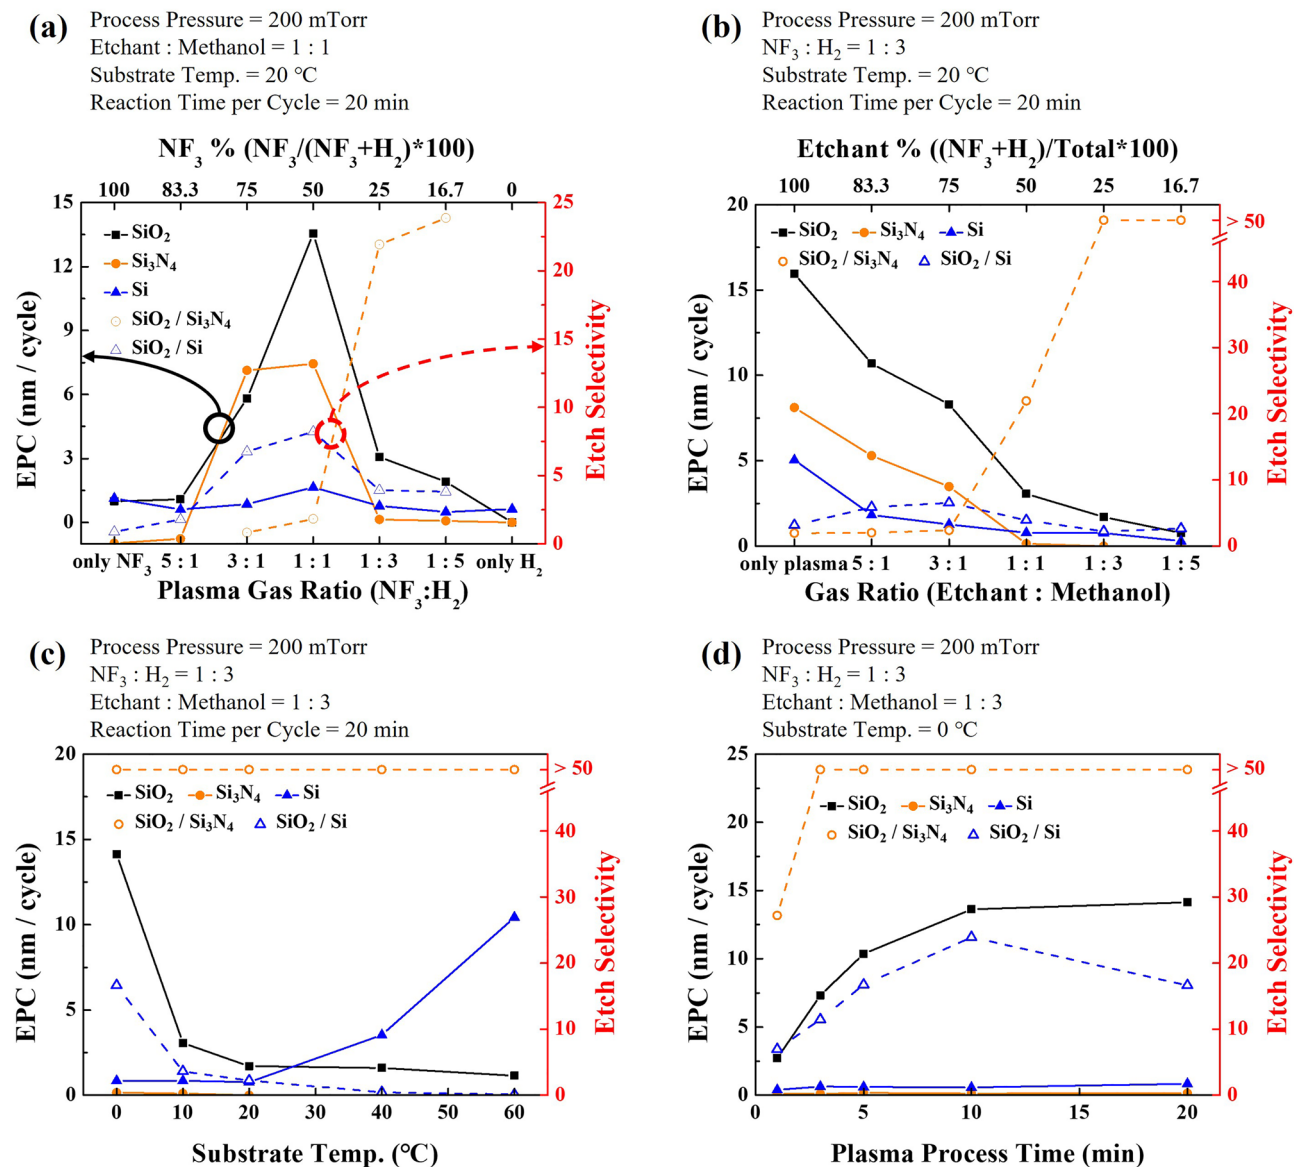 (a)
Process Pressure = 200 mTorr
Etchant : Methanol = 1 : 1
Substrate Temp. = 20 ℃
Reaction Time per Cycle = 20 min
NF₃ % (NF₃/(NF₃+H₂)*100)
100 83.3 75 50 25 16.7 0
15
12
9
6
3
0
EPC (nm / cycle)
SiO₂
Si₃N₄
Si
SiO₂ / Si₃N₄
SiO₂ / Si
25
20
15
10
5
0
Etch Selectivity
only NF₃ 5 : 1 3 : 1 1 : 1 1 : 3 1 : 5 only H₂
Plasma Gas Ratio (NF₃:H₂)
(b)
Process Pressure = 200 mTorr
NF₃ : H₂ = 1 : 3
Substrate Temp. = 20 ℃
Reaction Time per Cycle = 20 min
Etchant % ((NF₃+H₂)/Total*100)
100 83.3 75 50 25 16.7
20
15
10
5
0
EPC (nm / cycle)
SiO₂ Si₃N₄ Si
SiO₂ / Si₃N₄ SiO₂ / Si
> 50
40
30
20
10
0
Etch Selectivity
only plasma 5 : 1 3 : 1 1 : 1 1 : 3 1 : 5
Gas Ratio (Etchant : Methanol)
(c)
Process Pressure = 200 mTorr
NF₃ : H₂ = 1 : 3
Etchant : Methanol = 1 : 3
Reaction Time per Cycle = 20 min
20
15
10
5
0
EPC (nm / cycle)
SiO₂ Si₃N₄ Si
SiO₂ / Si₃N₄ SiO₂ / Si
> 50
40
30
20
10
0
Etch Selectivity
0 10 20 30 40 50 60
Substrate Temp. (℃)
(d)
Process Pressure = 200 mTorr
NF₃ : H₂ = 1 : 3
Etchant : Methanol = 1 : 3
Substrate Temp. = 0 ℃
25
20
15
10
5
0
EPC (nm / cycle)
SiO₂ Si₃N₄ Si
SiO₂ / Si₃N₄ SiO₂ / Si
> 50
40
30
20
10
0
Etch Selectivity
0 5 10 15 20
Plasma Process Time (min)